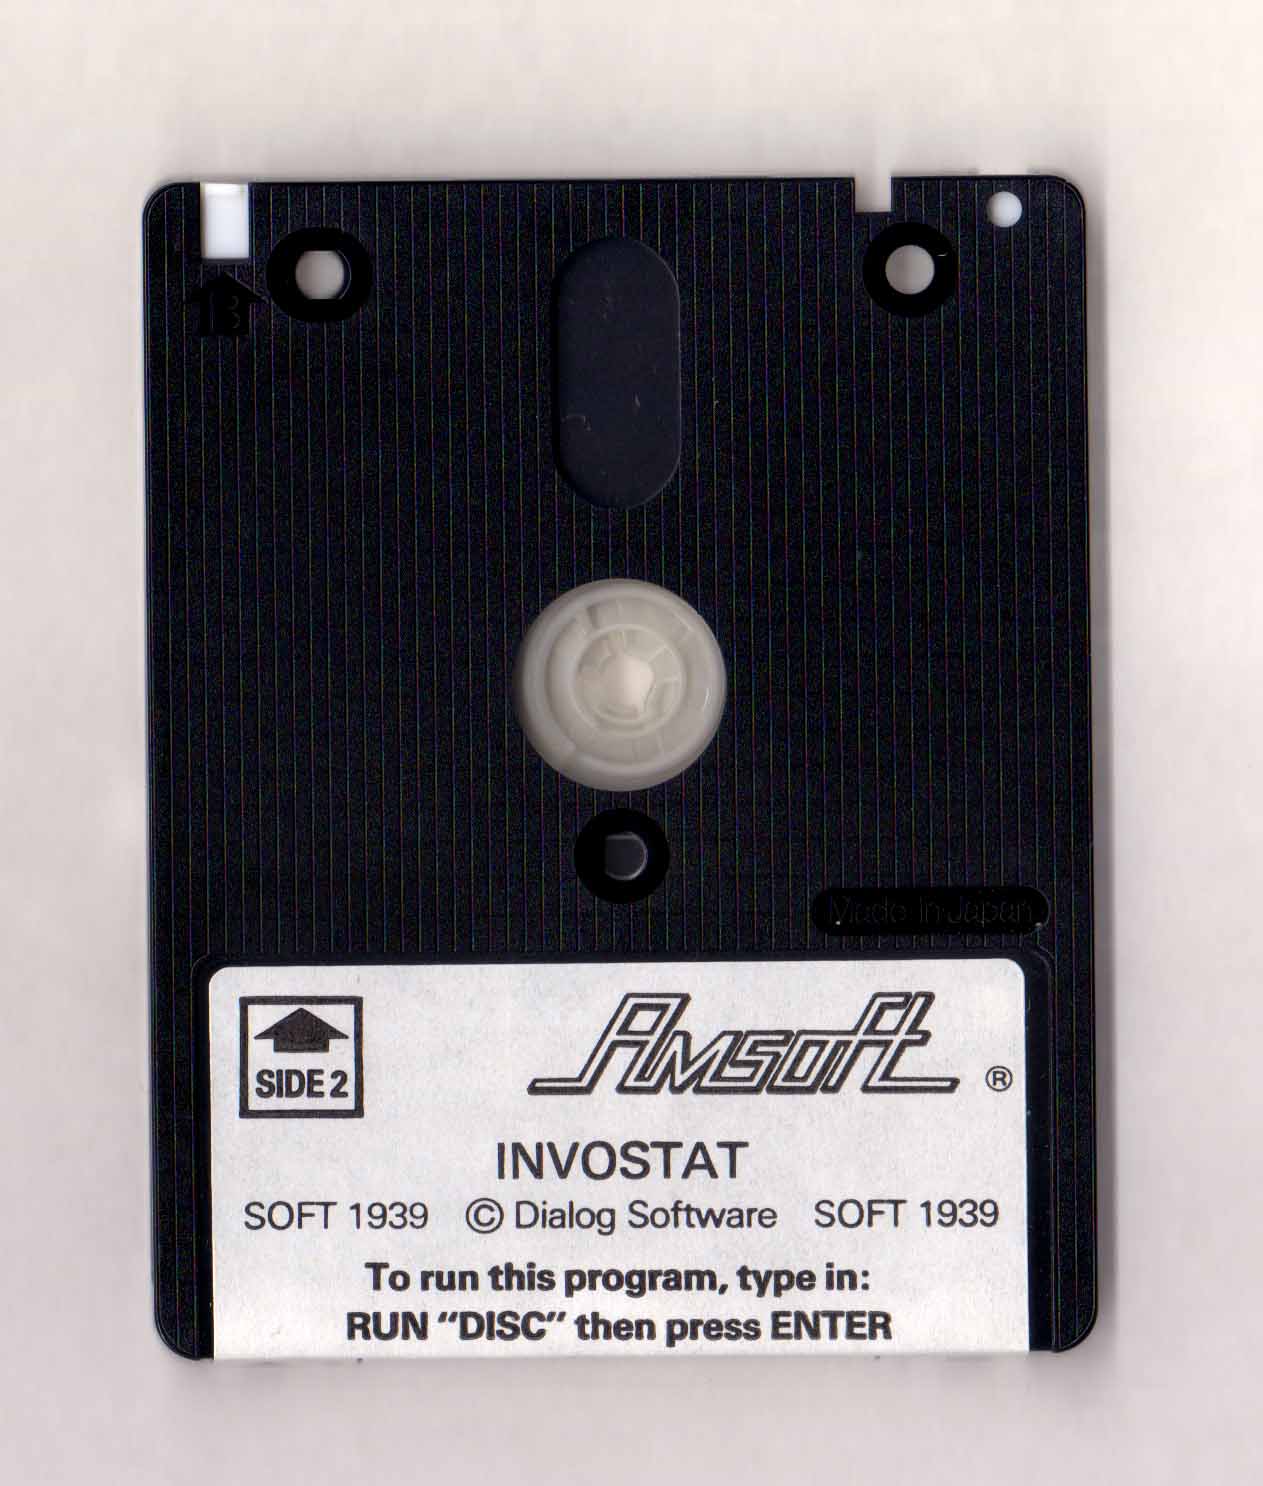 B
Made in Japan
SIDE 2
Amsoft ®
INVOSTAT
SOFT 1939 © Dialog Software SOFT 1939
To run this program, type in:
RUN "DISC" then press ENTER